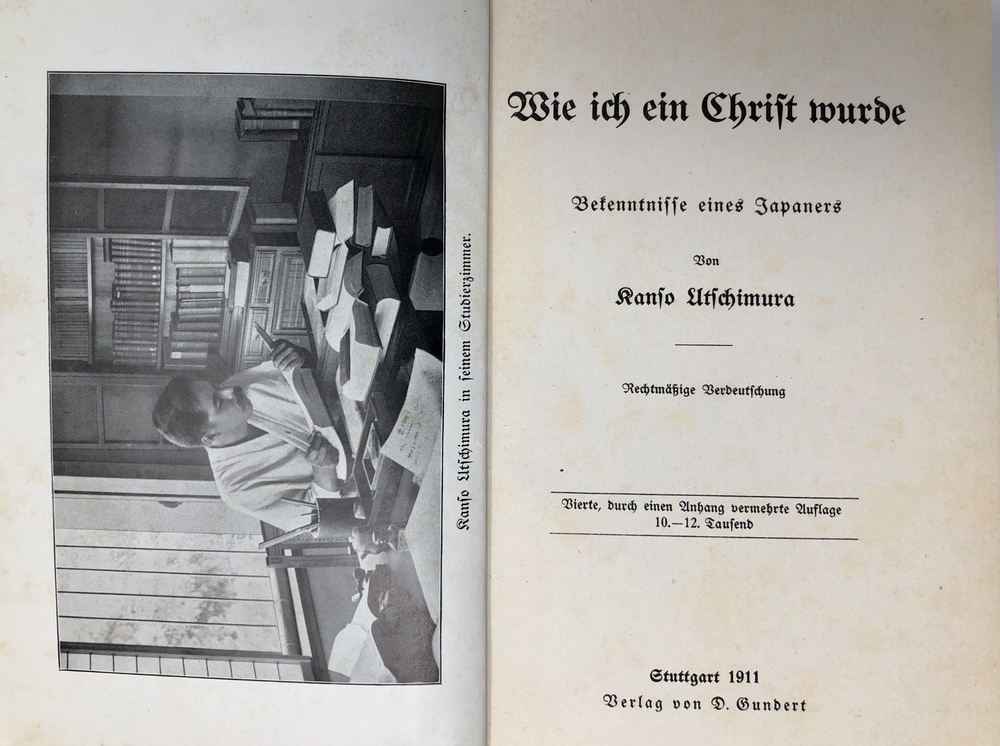 Kanso Utschimura in seinem Studierzimmer.
Wie ich ein Christ wurde
Bekenntnisse eines Japaners
Von
Kanso Utschimura
Rechtmäßige Verdeutschung
Vierte, durch einen Anhang vermehrte Auflage
10.—12. Tausend
Stuttgart 1911
Verlag von D. Gundert